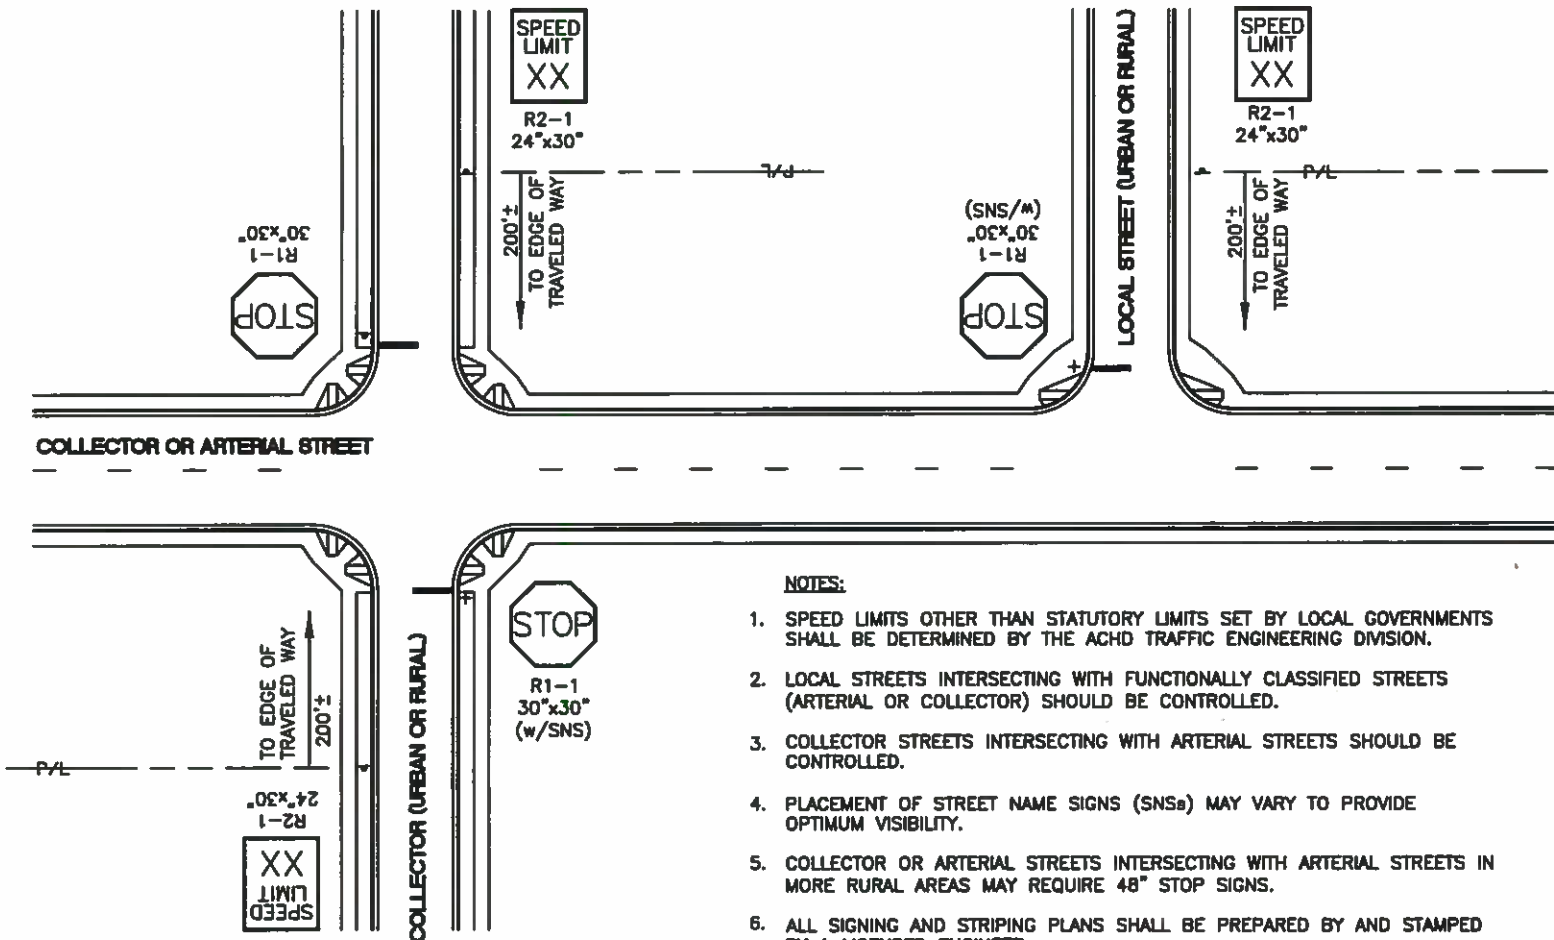 SPEED
LIMIT
XX
R2-1
24"x30"
P/L
200'±
TO EDGE OF
TRAVELED WAY
R1-1
30"x30"
STOP
(w/SNS)
R1-1
30"x30"
STOP
LOCAL STREET (URBAN OR RURAL)
SPEED
LIMIT
XX
R2-1
24"x30"
P/L
200'±
TO EDGE OF
TRAVELED WAY
COLLECTOR OR ARTERIAL STREET
STOP
R1-1
30"x30"
(w/SNS)
TO EDGE OF
TRAVELED WAY
200'±
P/L
24"x30"
R2-1
SPEED
LIMIT
XX
COLLECTOR (URBAN OR RURAL)
NOTES:
1. SPEED LIMITS OTHER THAN STATUTORY LIMITS SET BY LOCAL GOVERNMENTS
SHALL BE DETERMINED BY THE ACHD TRAFFIC ENGINEERING DIVISION.
2. LOCAL STREETS INTERSECTING WITH FUNCTIONALLY CLASSIFIED STREETS
(ARTERIAL OR COLLECTOR) SHOULD BE CONTROLLED.
3. COLLECTOR STREETS INTERSECTING WITH ARTERIAL STREETS SHOULD BE
CONTROLLED.
4. PLACEMENT OF STREET NAME SIGNS (SNSs) MAY VARY TO PROVIDE
OPTIMUM VISIBILITY.
5. COLLECTOR OR ARTERIAL STREETS INTERSECTING WITH ARTERIAL STREETS IN
MORE RURAL AREAS MAY REQUIRE 48" STOP SIGNS.
6. ALL SIGNING AND STRIPING PLANS SHALL BE PREPARED BY AND STAMPED